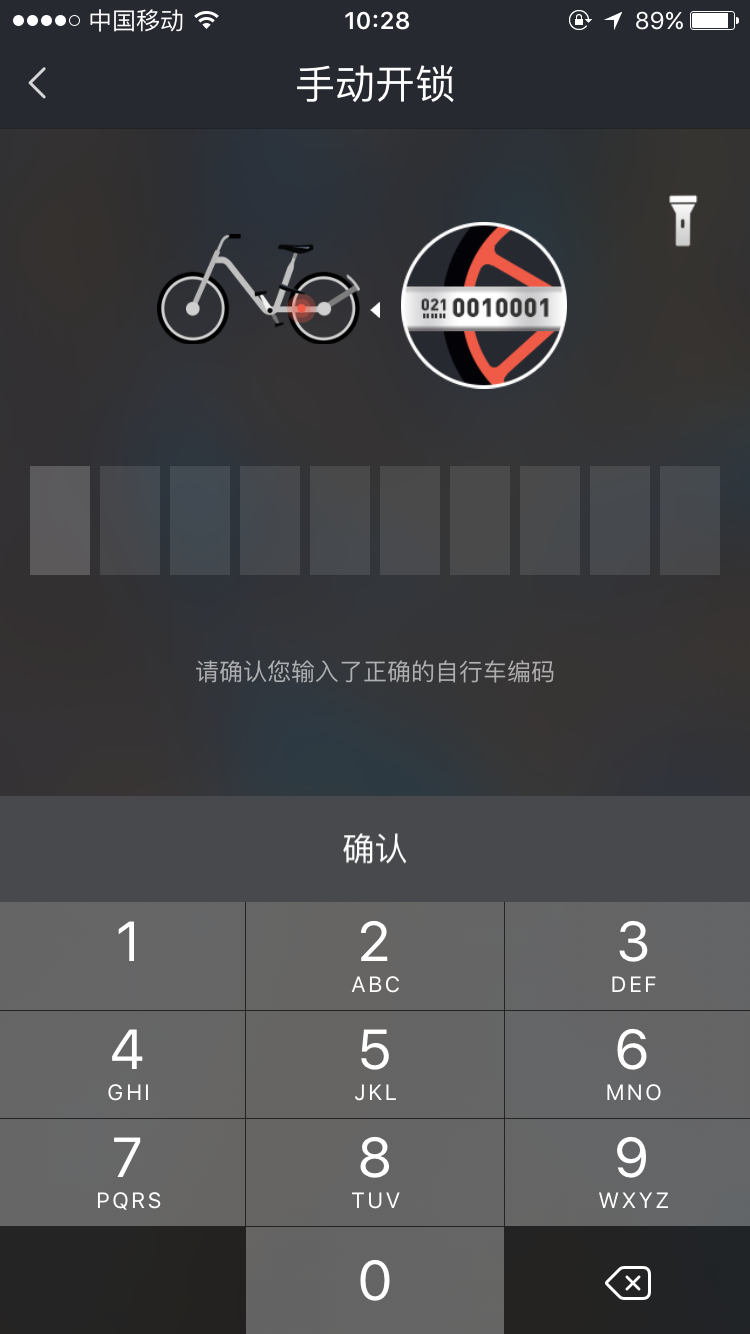 中国移动 10:28 89%
手动开锁
021 0010001
请确认您输入了正确的自行车编码
确认
1 2 3
ABC DEF
4 5 6
GHI JKL MNO
7 8 9
PQRS TUV WXYZ
0